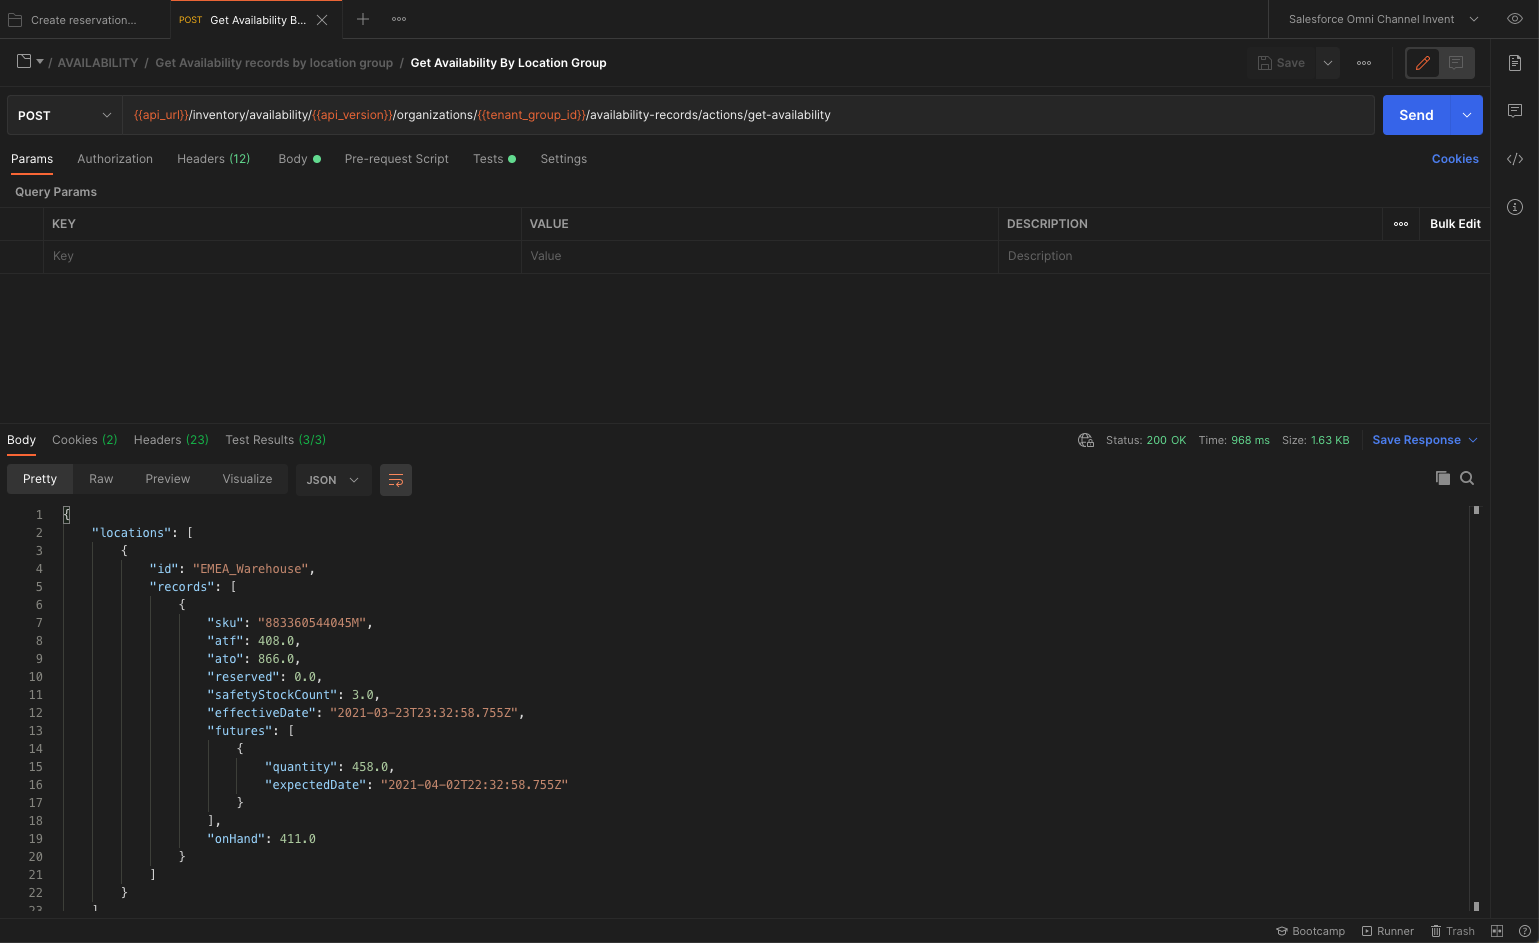 Create reservation...
POST Get Availability B...
Salesforce Omni Channel Invent
/ AVAILABILITY / Get Availability records by location group / Get Availability By Location Group
Save
POST
{{api_url}}/inventory/availability/{{api_version}}/organizations/{{tenant_group_id}}/availability-records/actions/get-availability
Send
Params Authorization Headers (12) Body Pre-request Script Tests Settings
Cookies
Query Params
KEY VALUE DESCRIPTION Bulk Edit
Key Value Description
Body Cookies (2) Headers (23) Test Results (3/3)
Status: 200 OK Time: 968 ms Size: 1.63 KB Save Response
Pretty Raw Preview Visualize JSON
1 {
2 "locations": [
3 {
4 "id": "EMEA_Warehouse",
5 "records": [
6 {
7 "sku": "883360544045M",
8 "atf": 408.0,
9 "ato": 866.0,
10 "reserved": 0.0,
11 "safetyStockCount": 3.0,
12 "effectiveDate": "2021-03-23T23:32:58.755Z",
13 "futures": [
14 {
15 "quantity": 458.0,
16 "expectedDate": "2021-04-02T22:32:58.755Z"
17 }
18 ],
19 "onHand": 411.0
20 }
21 ]
22 }
23 ]
Bootcamp Runner Trash